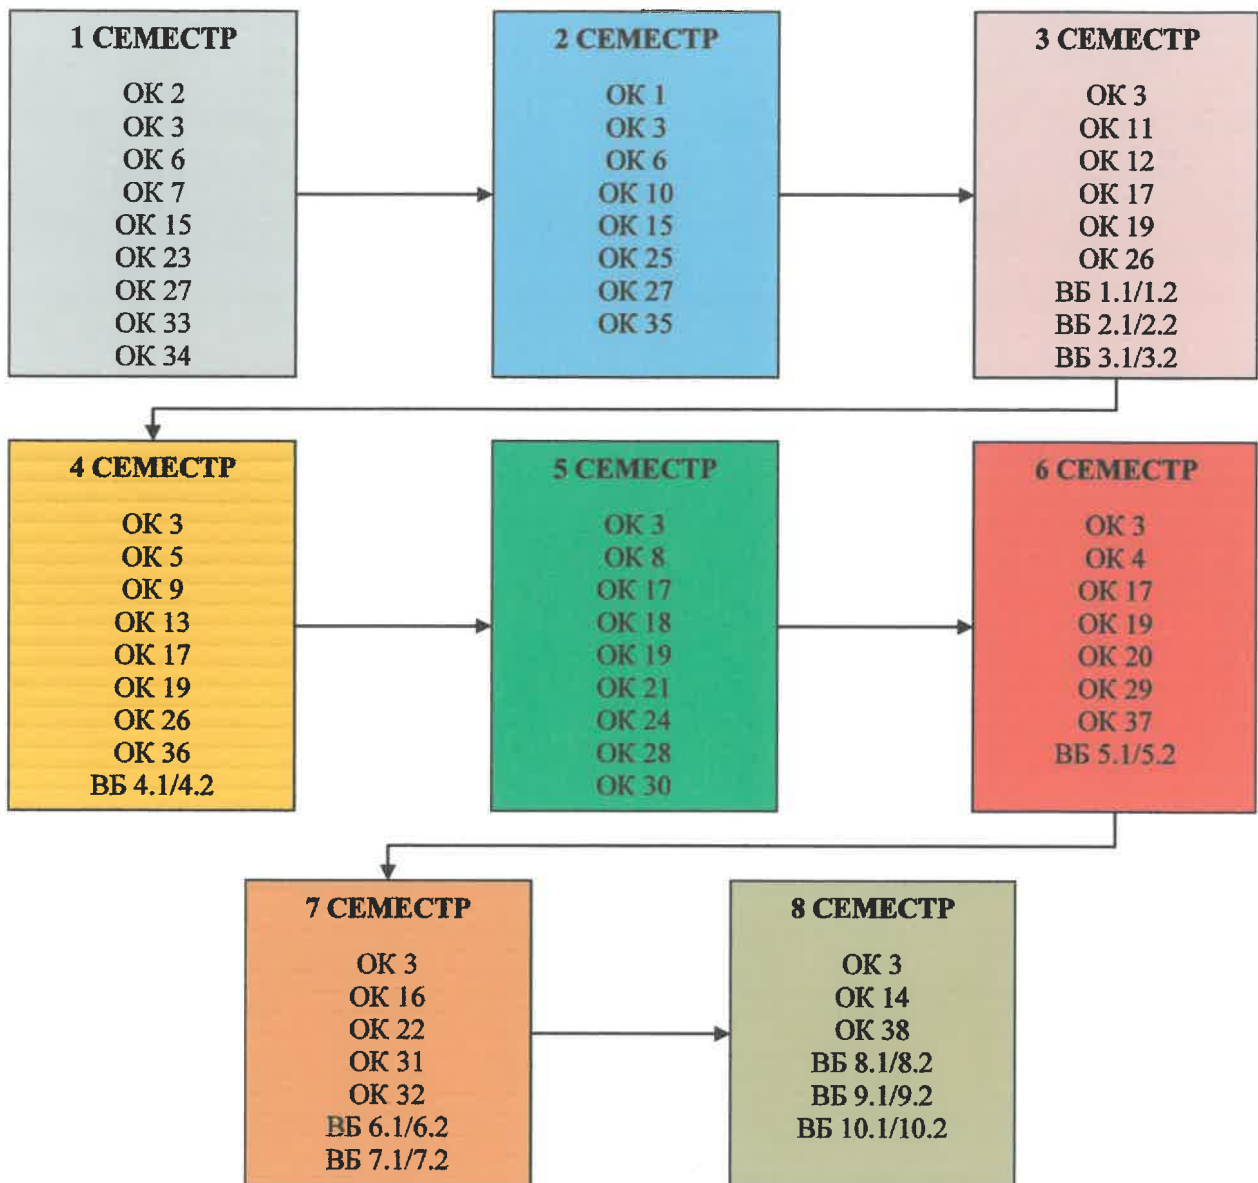 1 СЕМЕСТР
ОК 2
ОК 3
ОК 6
ОК 7
ОК 15
ОК 23
ОК 27
ОК 33
ОК 34
2 СЕМЕСТР
ОК 1
ОК 3
ОК 6
ОК 10
ОК 15
ОК 25
ОК 27
ОК 35
3 СЕМЕСТР
ОК 3
ОК 11
ОК 12
ОК 17
ОК 19
ОК 26
ВБ 1.1/1.2
ВБ 2.1/2.2
ВБ 3.1/3.2
4 СЕМЕСТР
ОК 3
ОК 5
ОК 9
ОК 13
ОК 17
ОК 19
ОК 26
ОК 36
ВБ 4.1/4.2
5 СЕМЕСТР
ОК 3
ОК 8
ОК 17
ОК 18
ОК 19
ОК 21
ОК 24
ОК 28
ОК 30
6 СЕМЕСТР
ОК 3
ОК 4
ОК 17
ОК 19
ОК 20
ОК 29
ОК 37
ВБ 5.1/5.2
7 СЕМЕСТР
ОК 3
ОК 16
ОК 22
ОК 31
ОК 32
ВБ 6.1/6.2
ВБ 7.1/7.2
8 СЕМЕСТР
ОК 3
ОК 14
ОК 38
ВБ 8.1/8.2
ВБ 9.1/9.2
ВБ 10.1/10.2